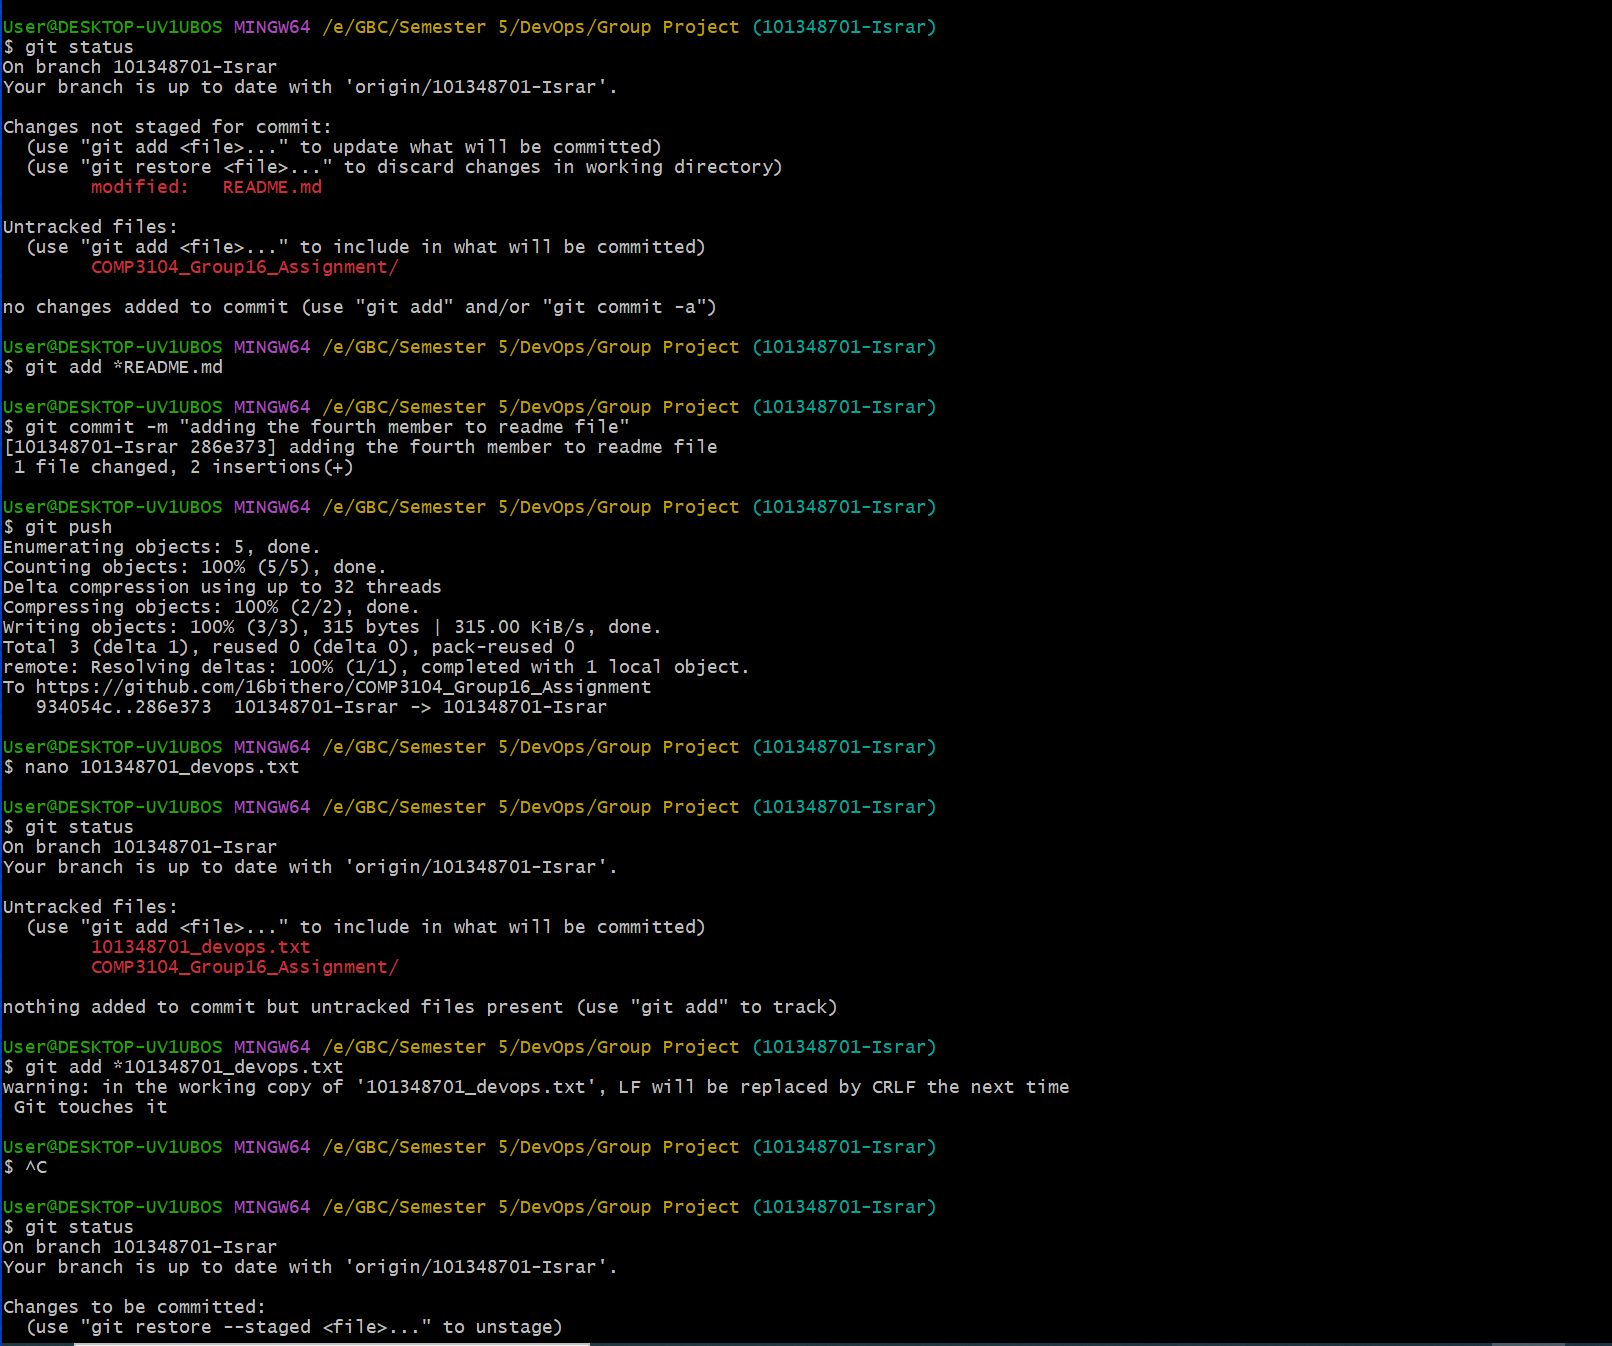 User@DESKTOP-UV1UBOS MINGW64 /e/GBC/Semester 5/DevOps/Group Project (101348701-Israr)
$ git status
On branch 101348701-Israr
Your branch is up to date with 'origin/101348701-Israr'.
Changes not staged for commit:
  (use "git add <file>..." to update what will be committed)
  (use "git restore <file>..." to discard changes in working directory)
        modified:   README.md
Untracked files:
  (use "git add <file>..." to include in what will be committed)
        COMP3104_Group16_Assignment/
no changes added to commit (use "git add" and/or "git commit -a")
User@DESKTOP-UV1UBOS MINGW64 /e/GBC/Semester 5/DevOps/Group Project (101348701-Israr)
$ git add *README.md
User@DESKTOP-UV1UBOS MINGW64 /e/GBC/Semester 5/DevOps/Group Project (101348701-Israr)
$ git commit -m "adding the fourth member to readme file"
[101348701-Israr 286e373] adding the fourth member to readme file
 1 file changed, 2 insertions(+)
User@DESKTOP-UV1UBOS MINGW64 /e/GBC/Semester 5/DevOps/Group Project (101348701-Israr)
$ git push
Enumerating objects: 5, done.
Counting objects: 100% (5/5), done.
Delta compression using up to 32 threads
Compressing objects: 100% (2/2), done.
Writing objects: 100% (3/3), 315 bytes | 315.00 KiB/s, done.
Total 3 (delta 1), reused 0 (delta 0), pack-reused 0
remote: Resolving deltas: 100% (1/1), completed with 1 local object.
To https://github.com/16bithero/COMP3104_Group16_Assignment
   934054c..286e373  101348701-Israr -> 101348701-Israr
User@DESKTOP-UV1UBOS MINGW64 /e/GBC/Semester 5/DevOps/Group Project (101348701-Israr)
$ nano 101348701_devops.txt
User@DESKTOP-UV1UBOS MINGW64 /e/GBC/Semester 5/DevOps/Group Project (101348701-Israr)
$ git status
On branch 101348701-Israr
Your branch is up to date with 'origin/101348701-Israr'.
Untracked files:
  (use "git add <file>..." to include in what will be committed)
        101348701_devops.txt
        COMP3104_Group16_Assignment/
nothing added to commit but untracked files present (use "git add" to track)
User@DESKTOP-UV1UBOS MINGW64 /e/GBC/Semester 5/DevOps/Group Project (101348701-Israr)
$ git add *101348701_devops.txt
warning: in the working copy of '101348701_devops.txt', LF will be replaced by CRLF the next time
 Git touches it
User@DESKTOP-UV1UBOS MINGW64 /e/GBC/Semester 5/DevOps/Group Project (101348701-Israr)
$ ^C
User@DESKTOP-UV1UBOS MINGW64 /e/GBC/Semester 5/DevOps/Group Project (101348701-Israr)
$ git status
On branch 101348701-Israr
Your branch is up to date with 'origin/101348701-Israr'.
Changes to be committed:
  (use "git restore --staged <file>..." to unstage)